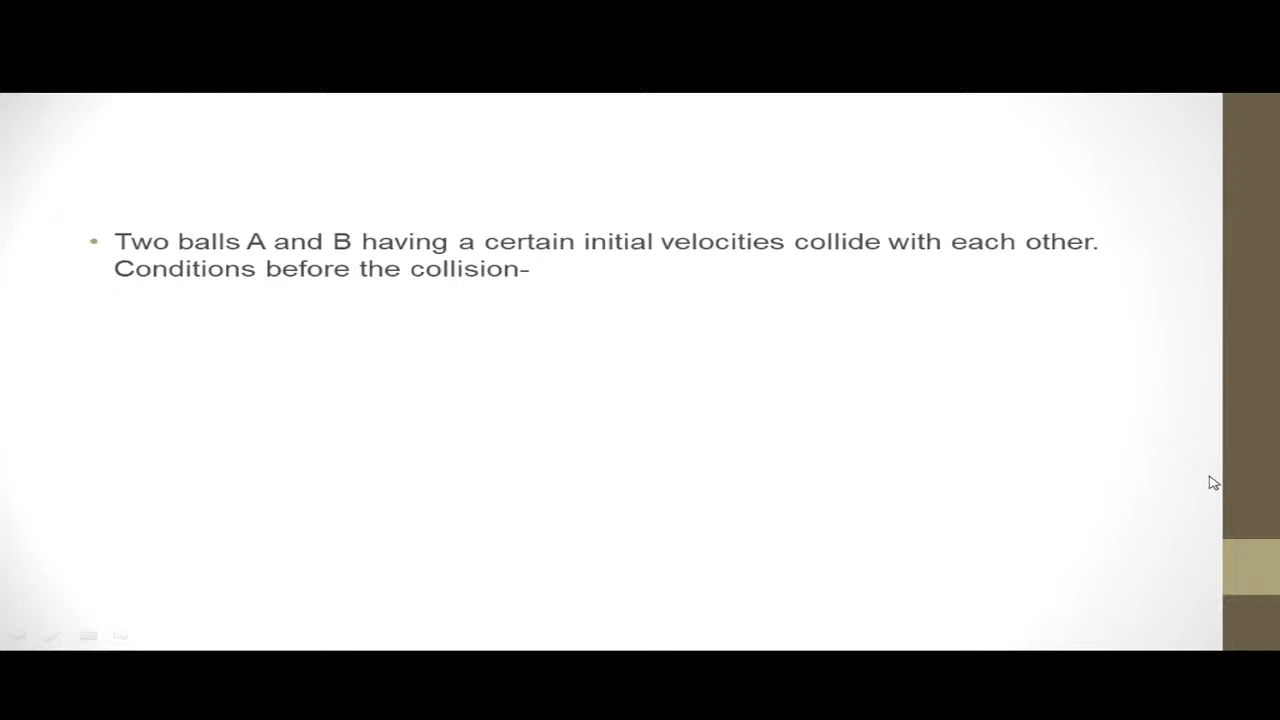 • Two balls A and B having a certain initial velocities collide with each other.
Conditions before the collision-